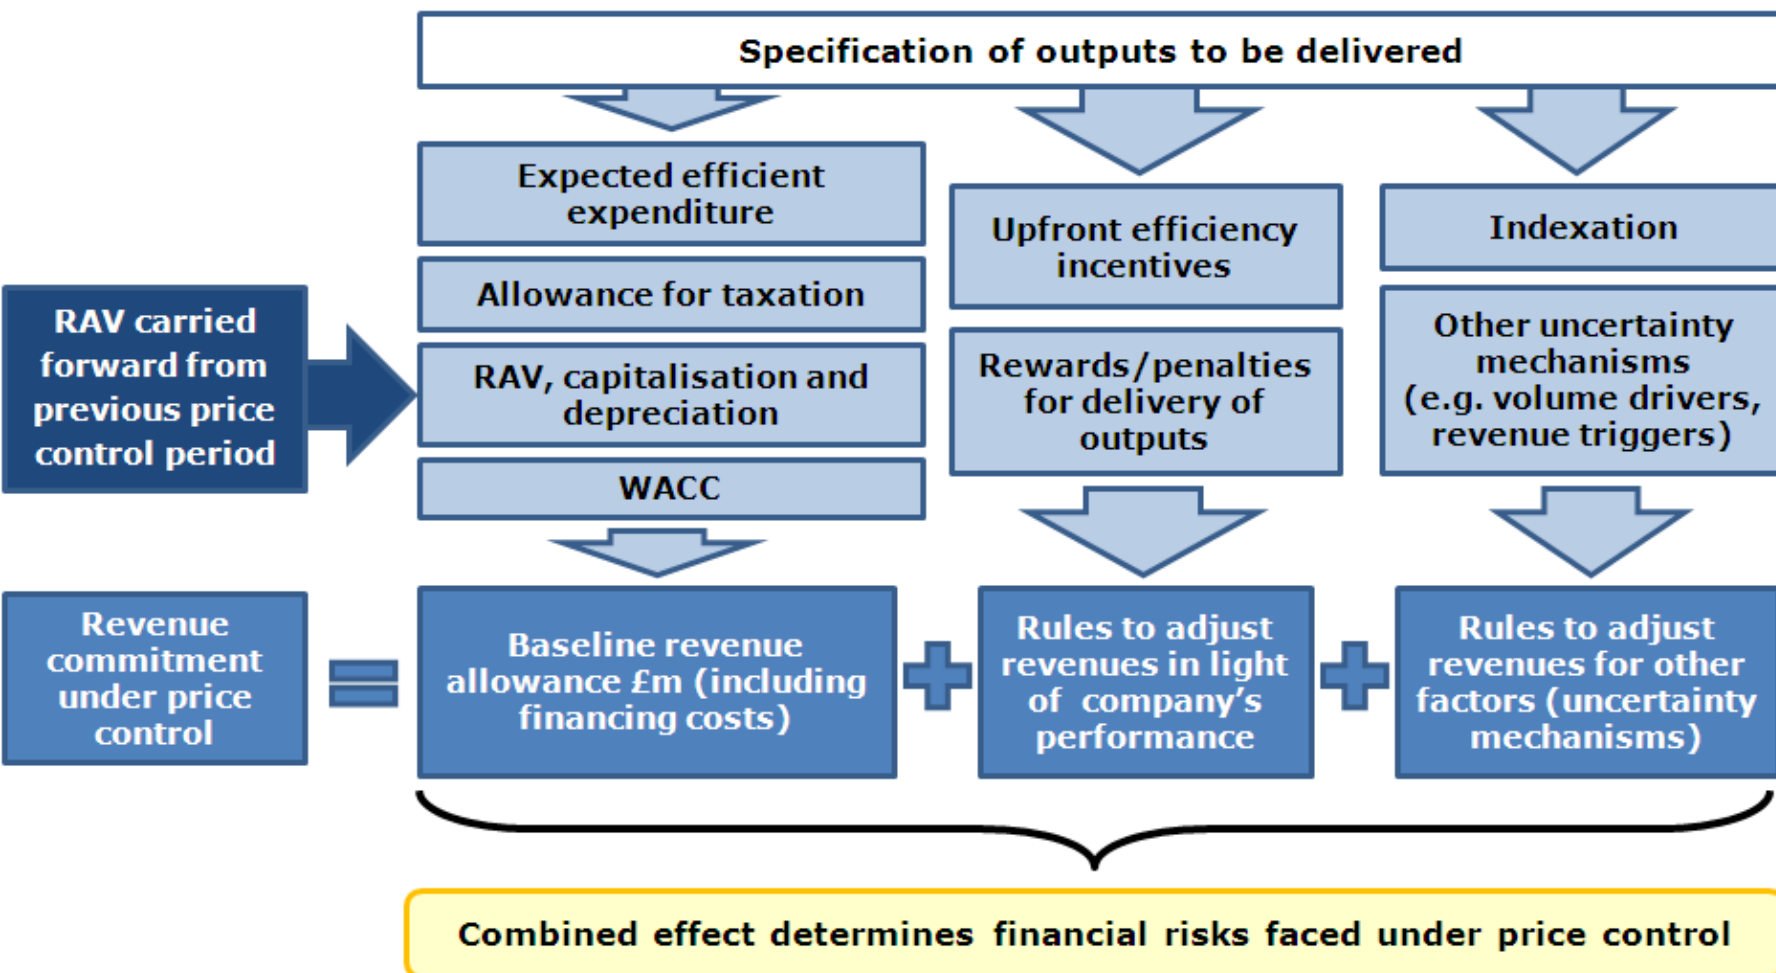 Specification of outputs to be delivered
Expected efficient
expenditure
Allowance for taxation
RAV, capitalisation and
depreciation
WACC
Upfront efficiency
incentives
Rewards/penalties
for delivery of
outputs
Indexation
Other uncertainty
mechanisms
(e.g. volume drivers,
revenue triggers)
RAV carried
forward from
previous price
control period
Revenue
commitment
under price
control
=
Baseline revenue
allowance £m (including
financing costs)
+
Rules to adjust
revenues in light
of company’s
performance
+
Rules to adjust
revenues for other
factors (uncertainty
mechanisms)
Combined effect determines financial risks faced under price control